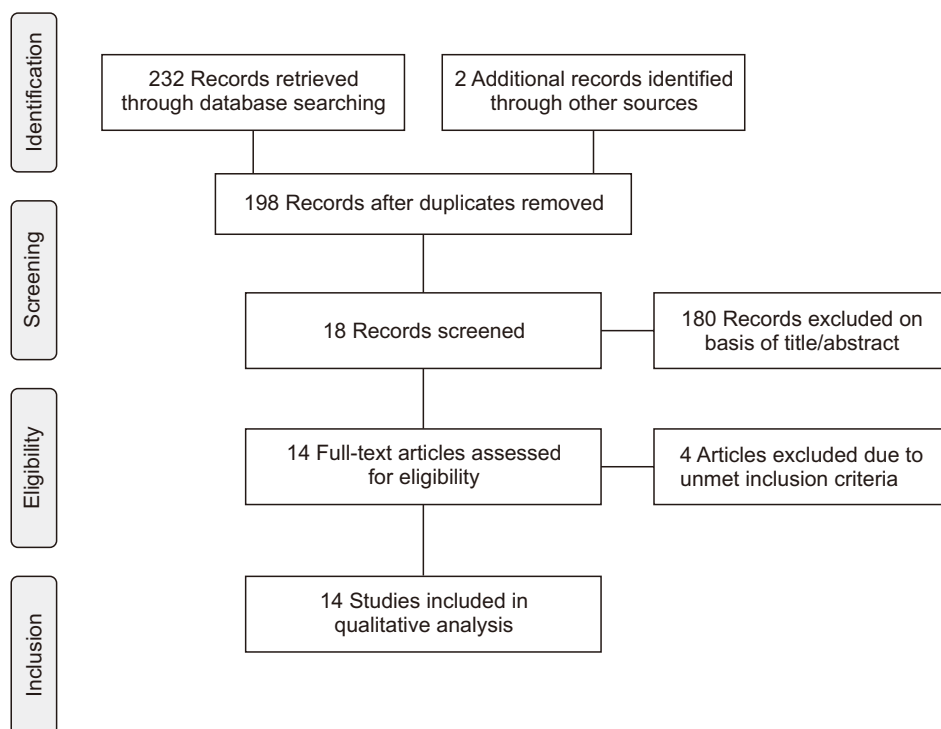 Identification
232 Records retrieved
through database searching
2 Additional records identified
through other sources
198 Records after duplicates removed
Screening
18 Records screened
180 Records excluded on
basis of title/abstract
Eligibility
14 Full-text articles assessed
for eligibility
4 Articles excluded due to
unmet inclusion criteria
Inclusion
14 Studies included in
qualitative analysis